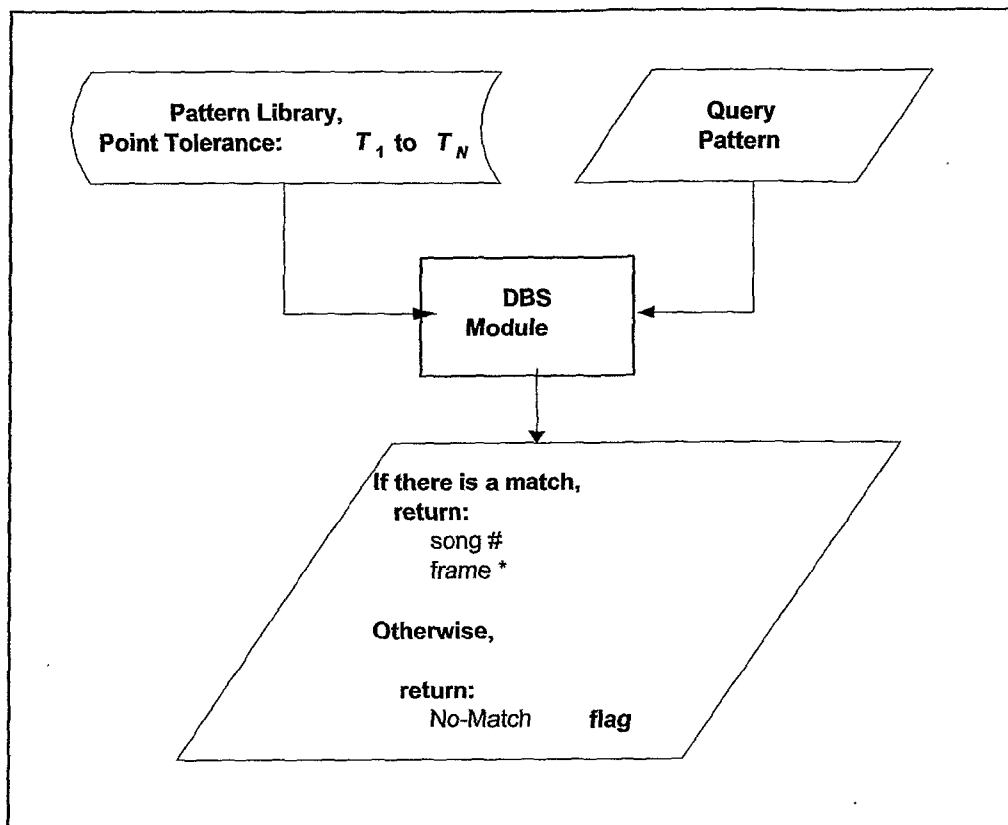 Pattern Library,
Point Tolerance: T1 to TN
Query
Pattern
DBS
Module
If there is a match,
return:
song #
frame *
Otherwise,
return:
No-Match flag